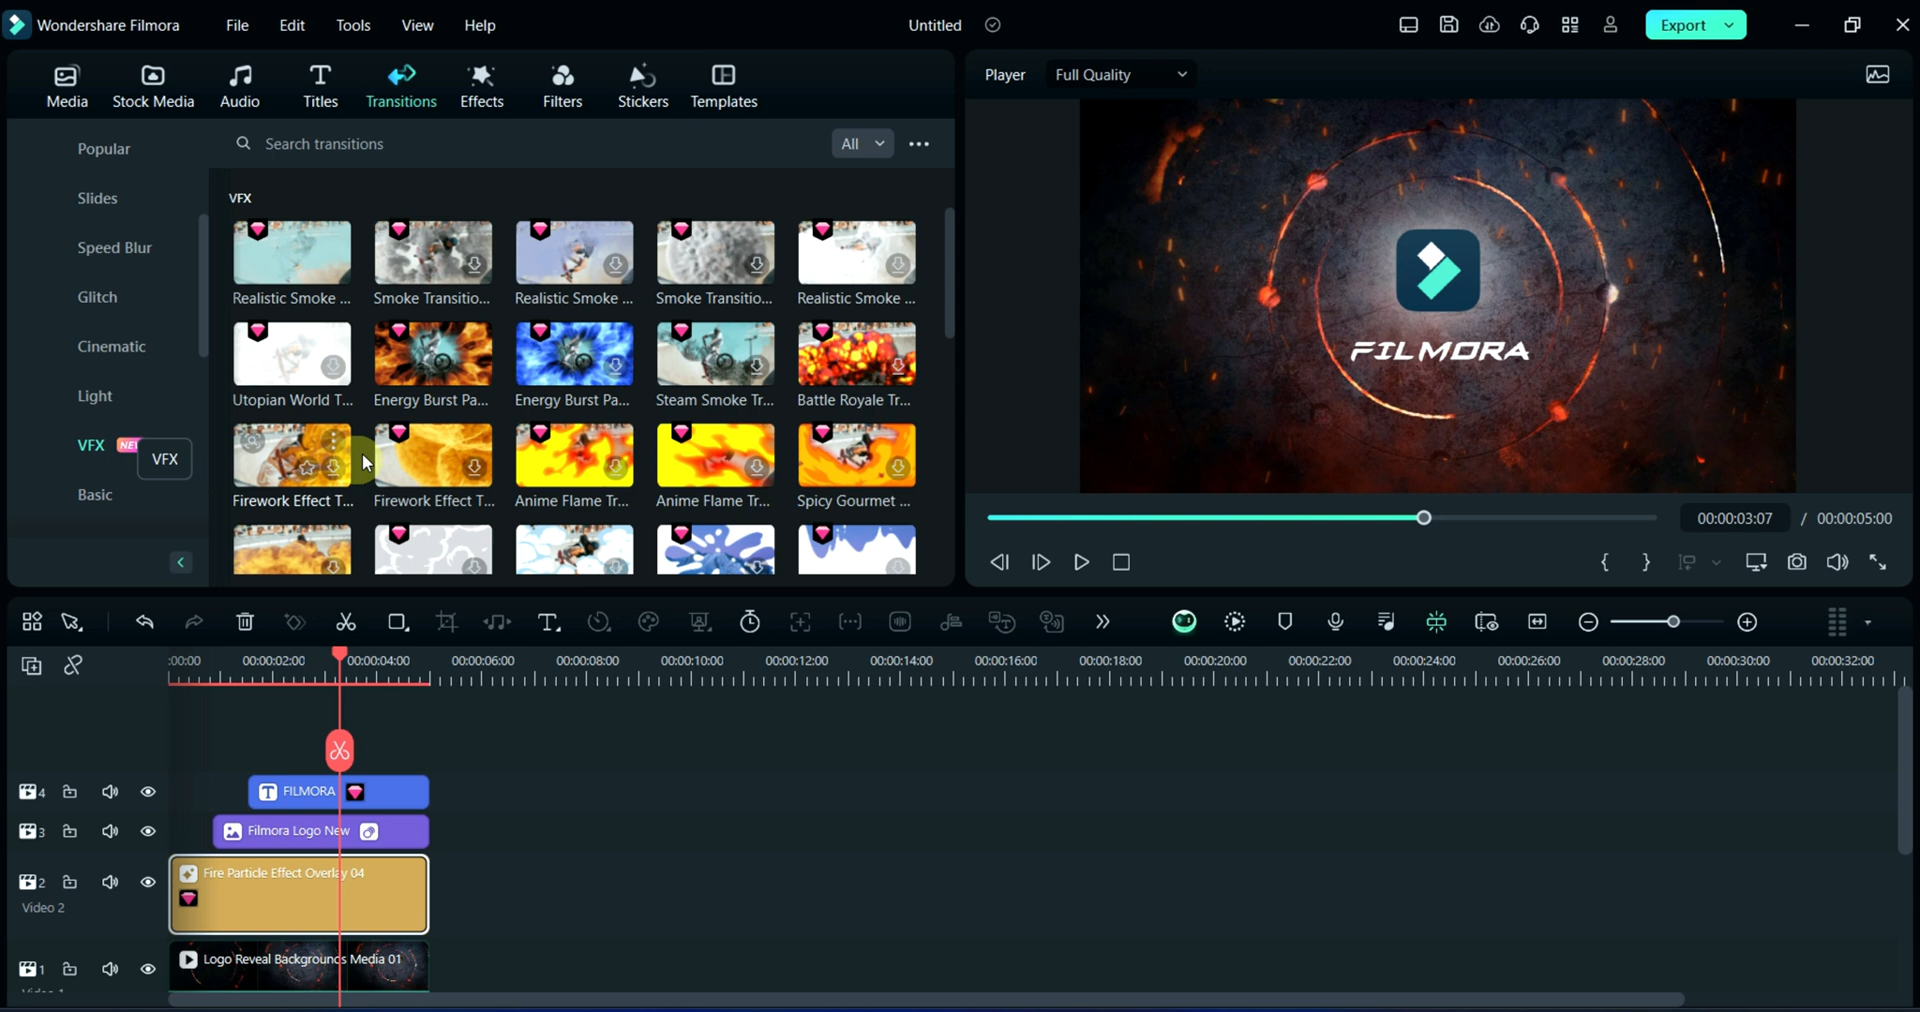 Wondershare Filmora File Edit Tools View Help Untitled Export
Media Stock Media Audio Titles Transitions Effects Filters Stickers Templates
Player Full Quality
Popular
Slides
Speed Blur
Glitch
Cinematic
Light
VFX NEW
VFX
Basic
Search transitions All
VFX
Realistic Smoke ... Smoke Transitio... Realistic Smoke ... Smoke Transitio... Realistic Smoke ...
Utopian World T... Energy Burst Pa... Energy Burst Pa... Steam Smoke Tr... Battle Royale Tr...
Firework Effect T... Firework Effect T... Anime Flame Tr... Anime Flame Tr... Spicy Gourmet ...
FILMORA
00:00:03:07 / 00:00:05:00
:00:00 00:00:02:00 00:00:04:00 00:00:06:00 00:00:08:00 00:00:10:00 00:00:12:00 00:00:14:00 00:00:16:00 00:00:18:00 00:00:20:00 00:00:22:00 00:00:24:00 00:00:26:00 00:00:28:00 00:00:30:00 00:00:32:00
4 FILMORA
3 Filmora Logo New
2 Fire Particle Effect Overlay 04
Video 2
1 Logo Reveal Backgrounds Media 01